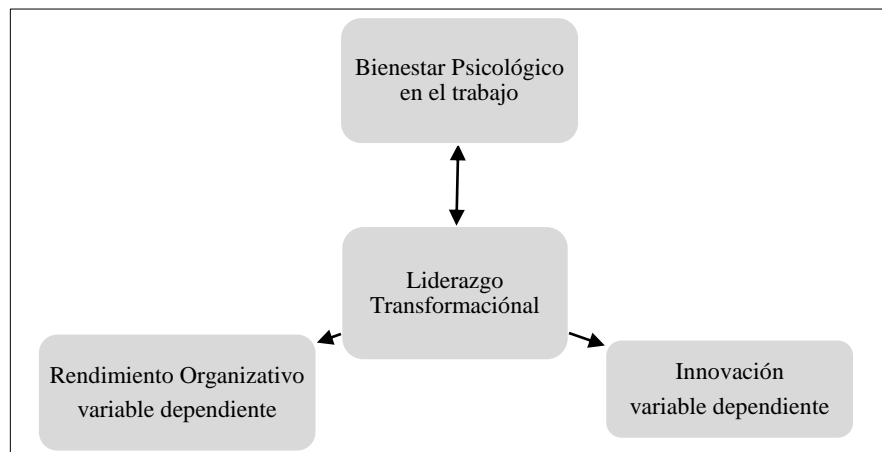 Bienestar Psicológico
en el trabajo
Liderazgo
Transformaciónal
Rendimiento Organizativo
variable dependiente
Innovación
variable dependiente